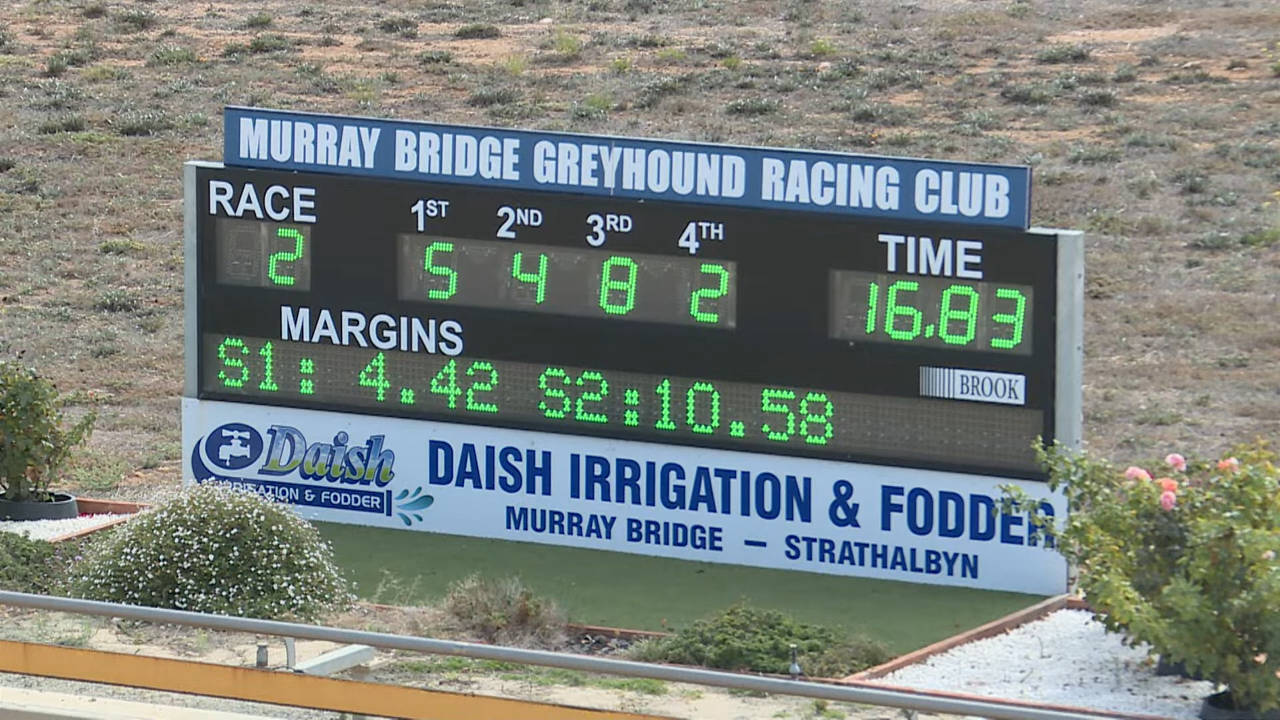 MURRAY BRIDGE GREYHOUND RACING CLUB
RACE 1ST 2ND 3RD 4TH TIME
2 5 4 8 2 16.83
MARGINS
S1: 4.42 S2:10.58
BROOK
Daish
IRRIGATION & FODDER
DAISH IRRIGATION & FODDER
MURRAY BRIDGE – STRATHALBYN